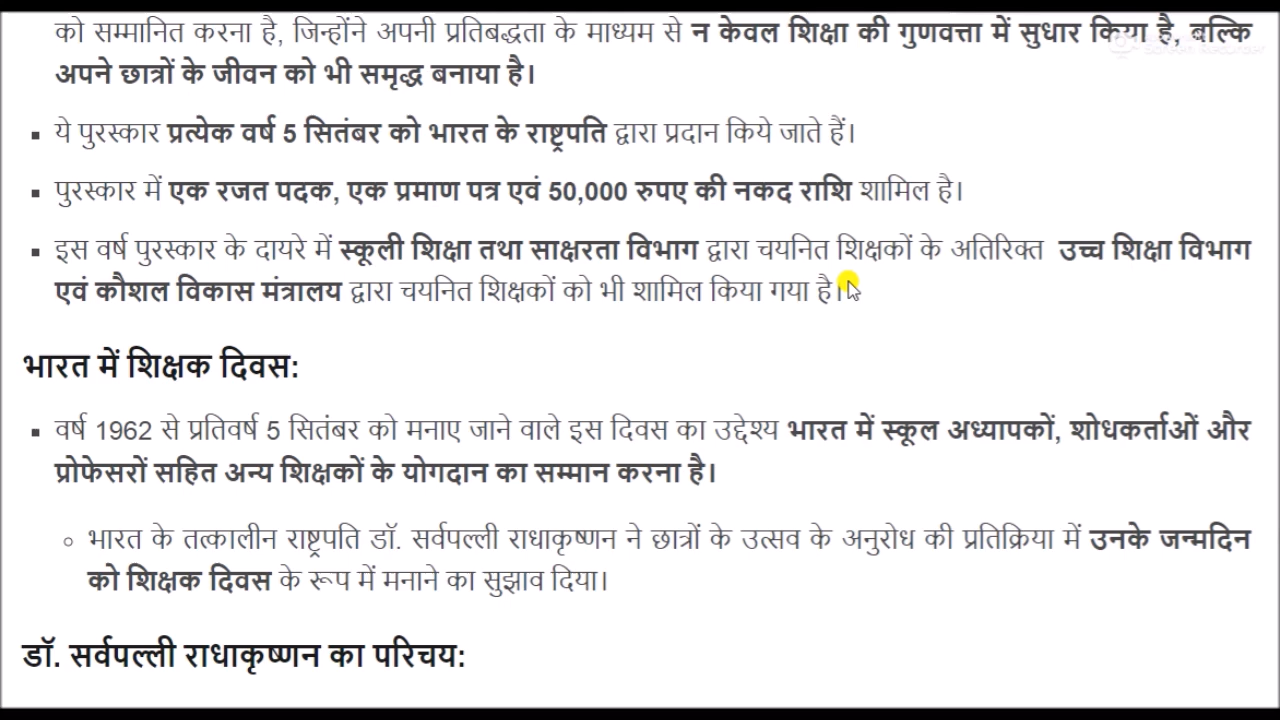 को सम्मानित करना है, जिन्होंने अपनी प्रतिबद्धता के माध्यम से न केवल शिक्षा की गुणवत्ता में सुधार किया है, बल्कि
अपने छात्रों के जीवन को भी समृद्ध बनाया है।
ये पुरस्कार प्रत्येक वर्ष 5 सितंबर को भारत के राष्ट्रपति द्वारा प्रदान किये जाते हैं।
पुरस्कार में एक रजत पदक, एक प्रमाण पत्र एवं 50,000 रुपए की नकद राशि शामिल है।
इस वर्ष पुरस्कार के दायरे में स्कूली शिक्षा तथा साक्षरता विभाग द्वारा चयनित शिक्षकों के अतिरिक्त उच्च शिक्षा विभाग
एवं कौशल विकास मंत्रालय द्वारा चयनित शिक्षकों को भी शामिल किया गया है।
भारत में शिक्षक दिवस:
वर्ष 1962 से प्रतिवर्ष 5 सितंबर को मनाए जाने वाले इस दिवस का उद्देश्य भारत में स्कूल अध्यापकों, शोधकर्ताओं और
प्रोफेसरों सहित अन्य शिक्षकों के योगदान का सम्मान करना है।
भारत के तत्कालीन राष्ट्रपति डॉ. सर्वपल्ली राधाकृष्णन ने छात्रों के उत्सव के अनुरोध की प्रतिक्रिया में उनके जन्मदिन
को शिक्षक दिवस के रूप में मनाने का सुझाव दिया।
डॉ. सर्वपल्ली राधाकृष्णन का परिचय: